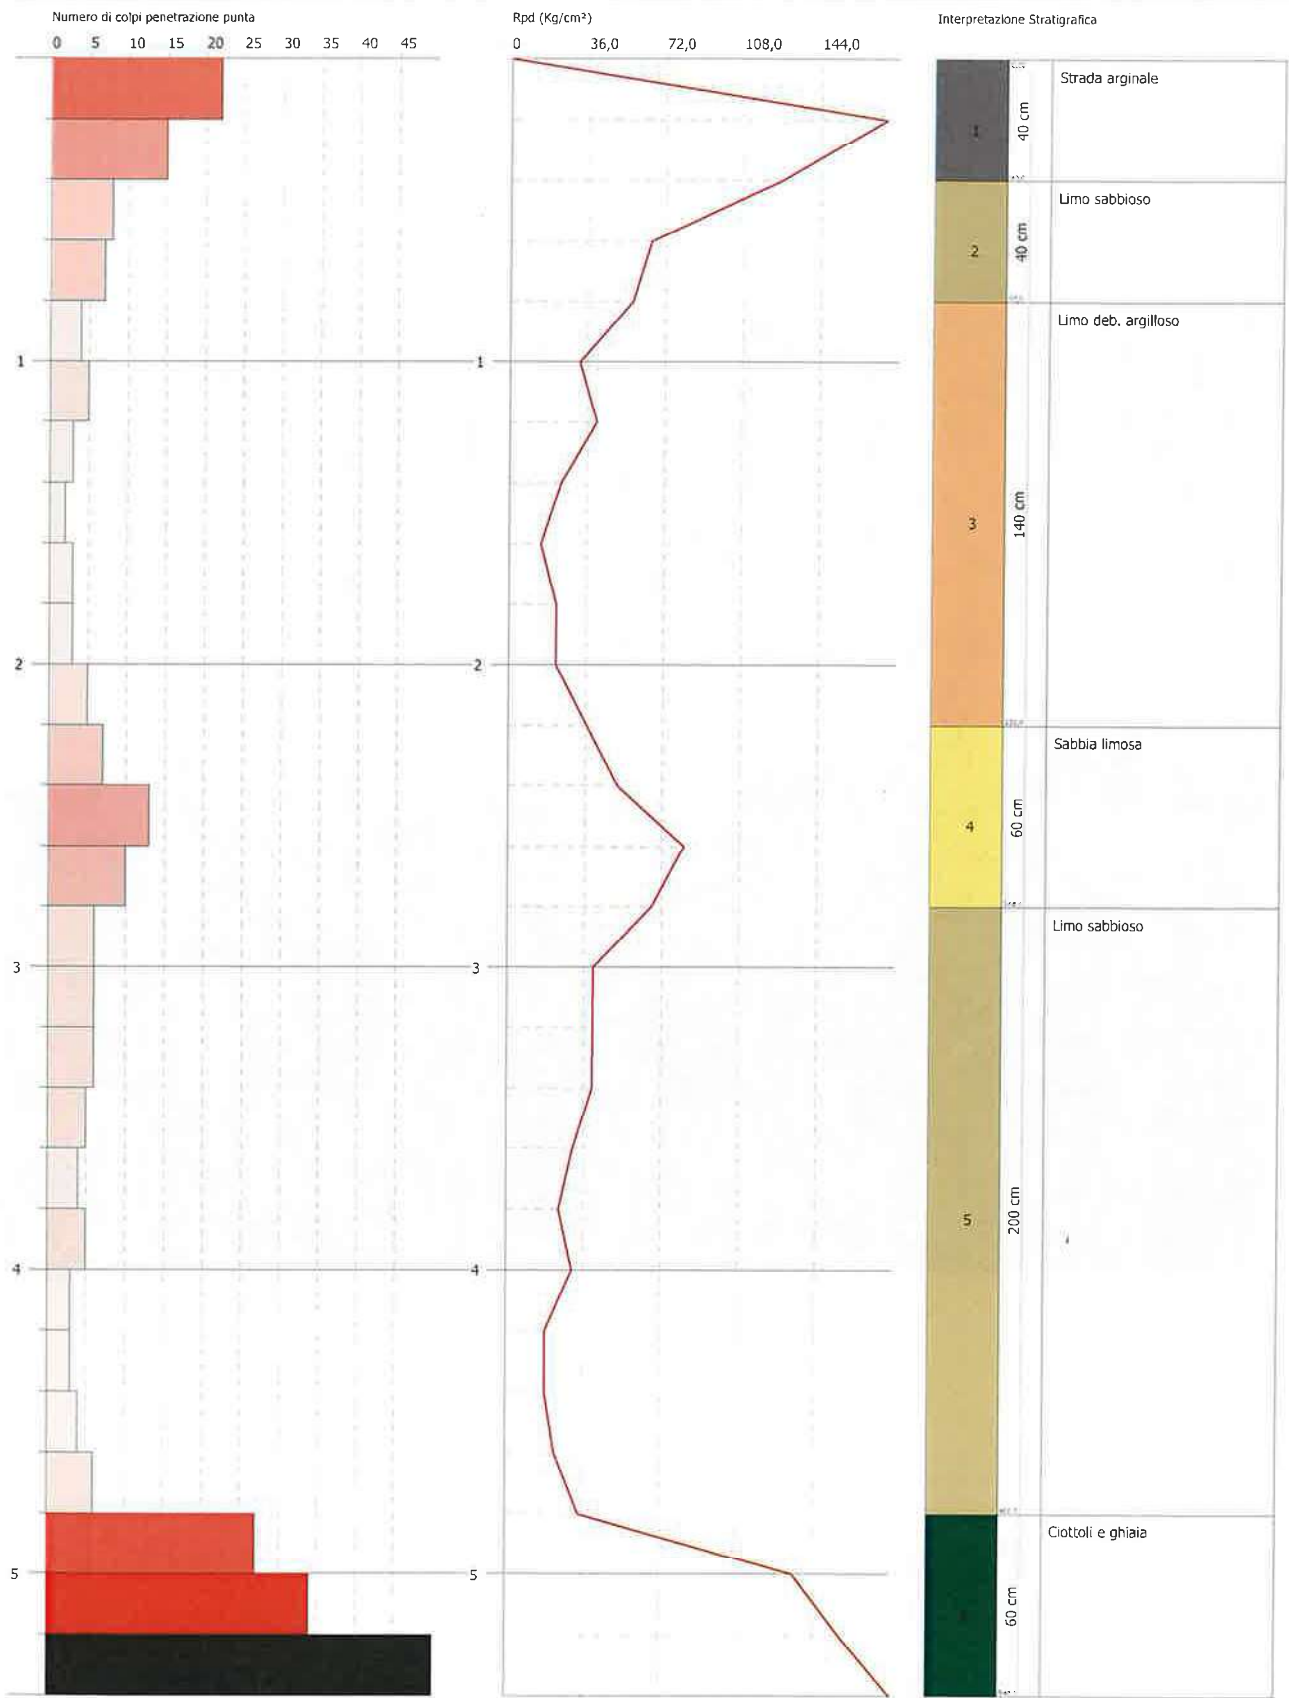 Numero di colpi penetrazione punta
0 5 10 15 20 25 30 35 40 45
1
2
3
4
5
Rpd (Kg/cm²)
0 36,0 72,0 108,0 144,0
1
2
3
4
5
Interpretazione Stratigrafica
1
40 cm
Strada arginale
2
40 cm
Limo sabbioso
3
140 cm
Limo deb. argilloso
4
60 cm
Sabbia limosa
5
200 cm
Limo sabbioso
60 cm
Ciottoli e ghiaia